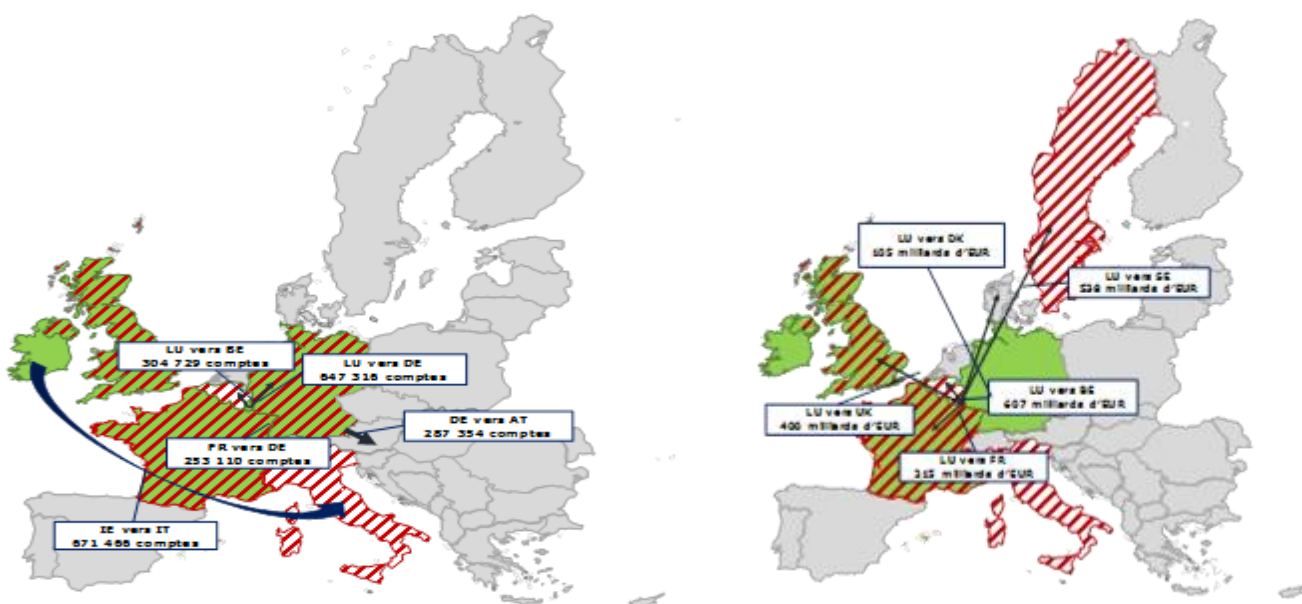 LU vers BE
304 729 comptes
LU vers DE
647 316 comptes
DE vers AT
287 354 comptes
FR vers DE
253 110 comptes
IE vers IT
671 466 comptes
LU vers DK
milliards d'EUR
LU vers SE
milliards d'EUR
LU vers BE
607 milliards d'EUR
LU vers UK
milliards d'EUR
LU vers FR
milliards d'EUR